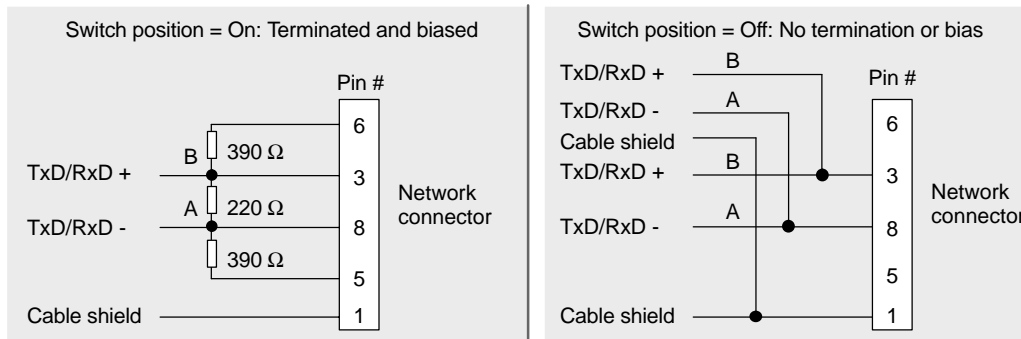 Switch position = On: Terminated and biased
Pin #
6
390 Ω
B
TxD/RxD +
3
220 Ω
A
TxD/RxD -
8
390 Ω
5
Cable shield
1
Network
connector
Switch position = Off: No termination or bias
B
TxD/RxD +
Pin #
A
TxD/RxD -
6
Cable shield
B
TxD/RxD +
3
A
TxD/RxD -
8
5
Cable shield
1
Network
connector